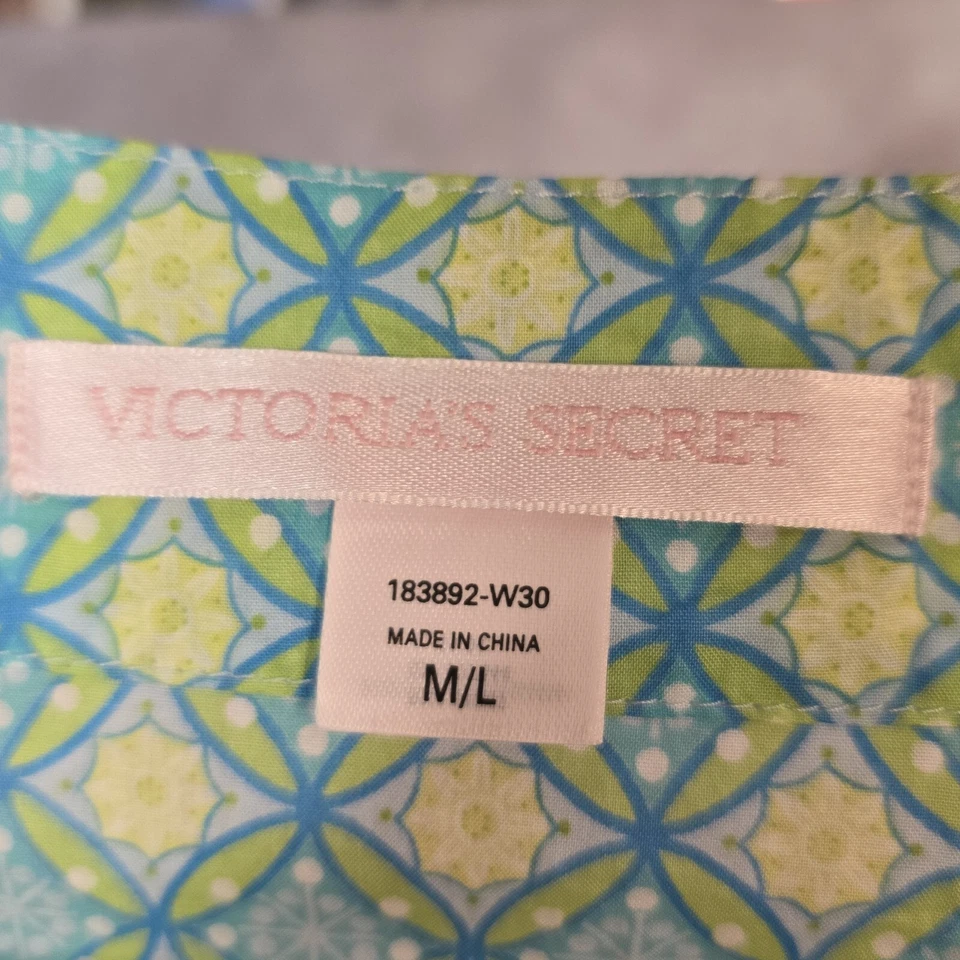 VICTORIA'S SECRET
183892-W30
MADE IN CHINA
M/L